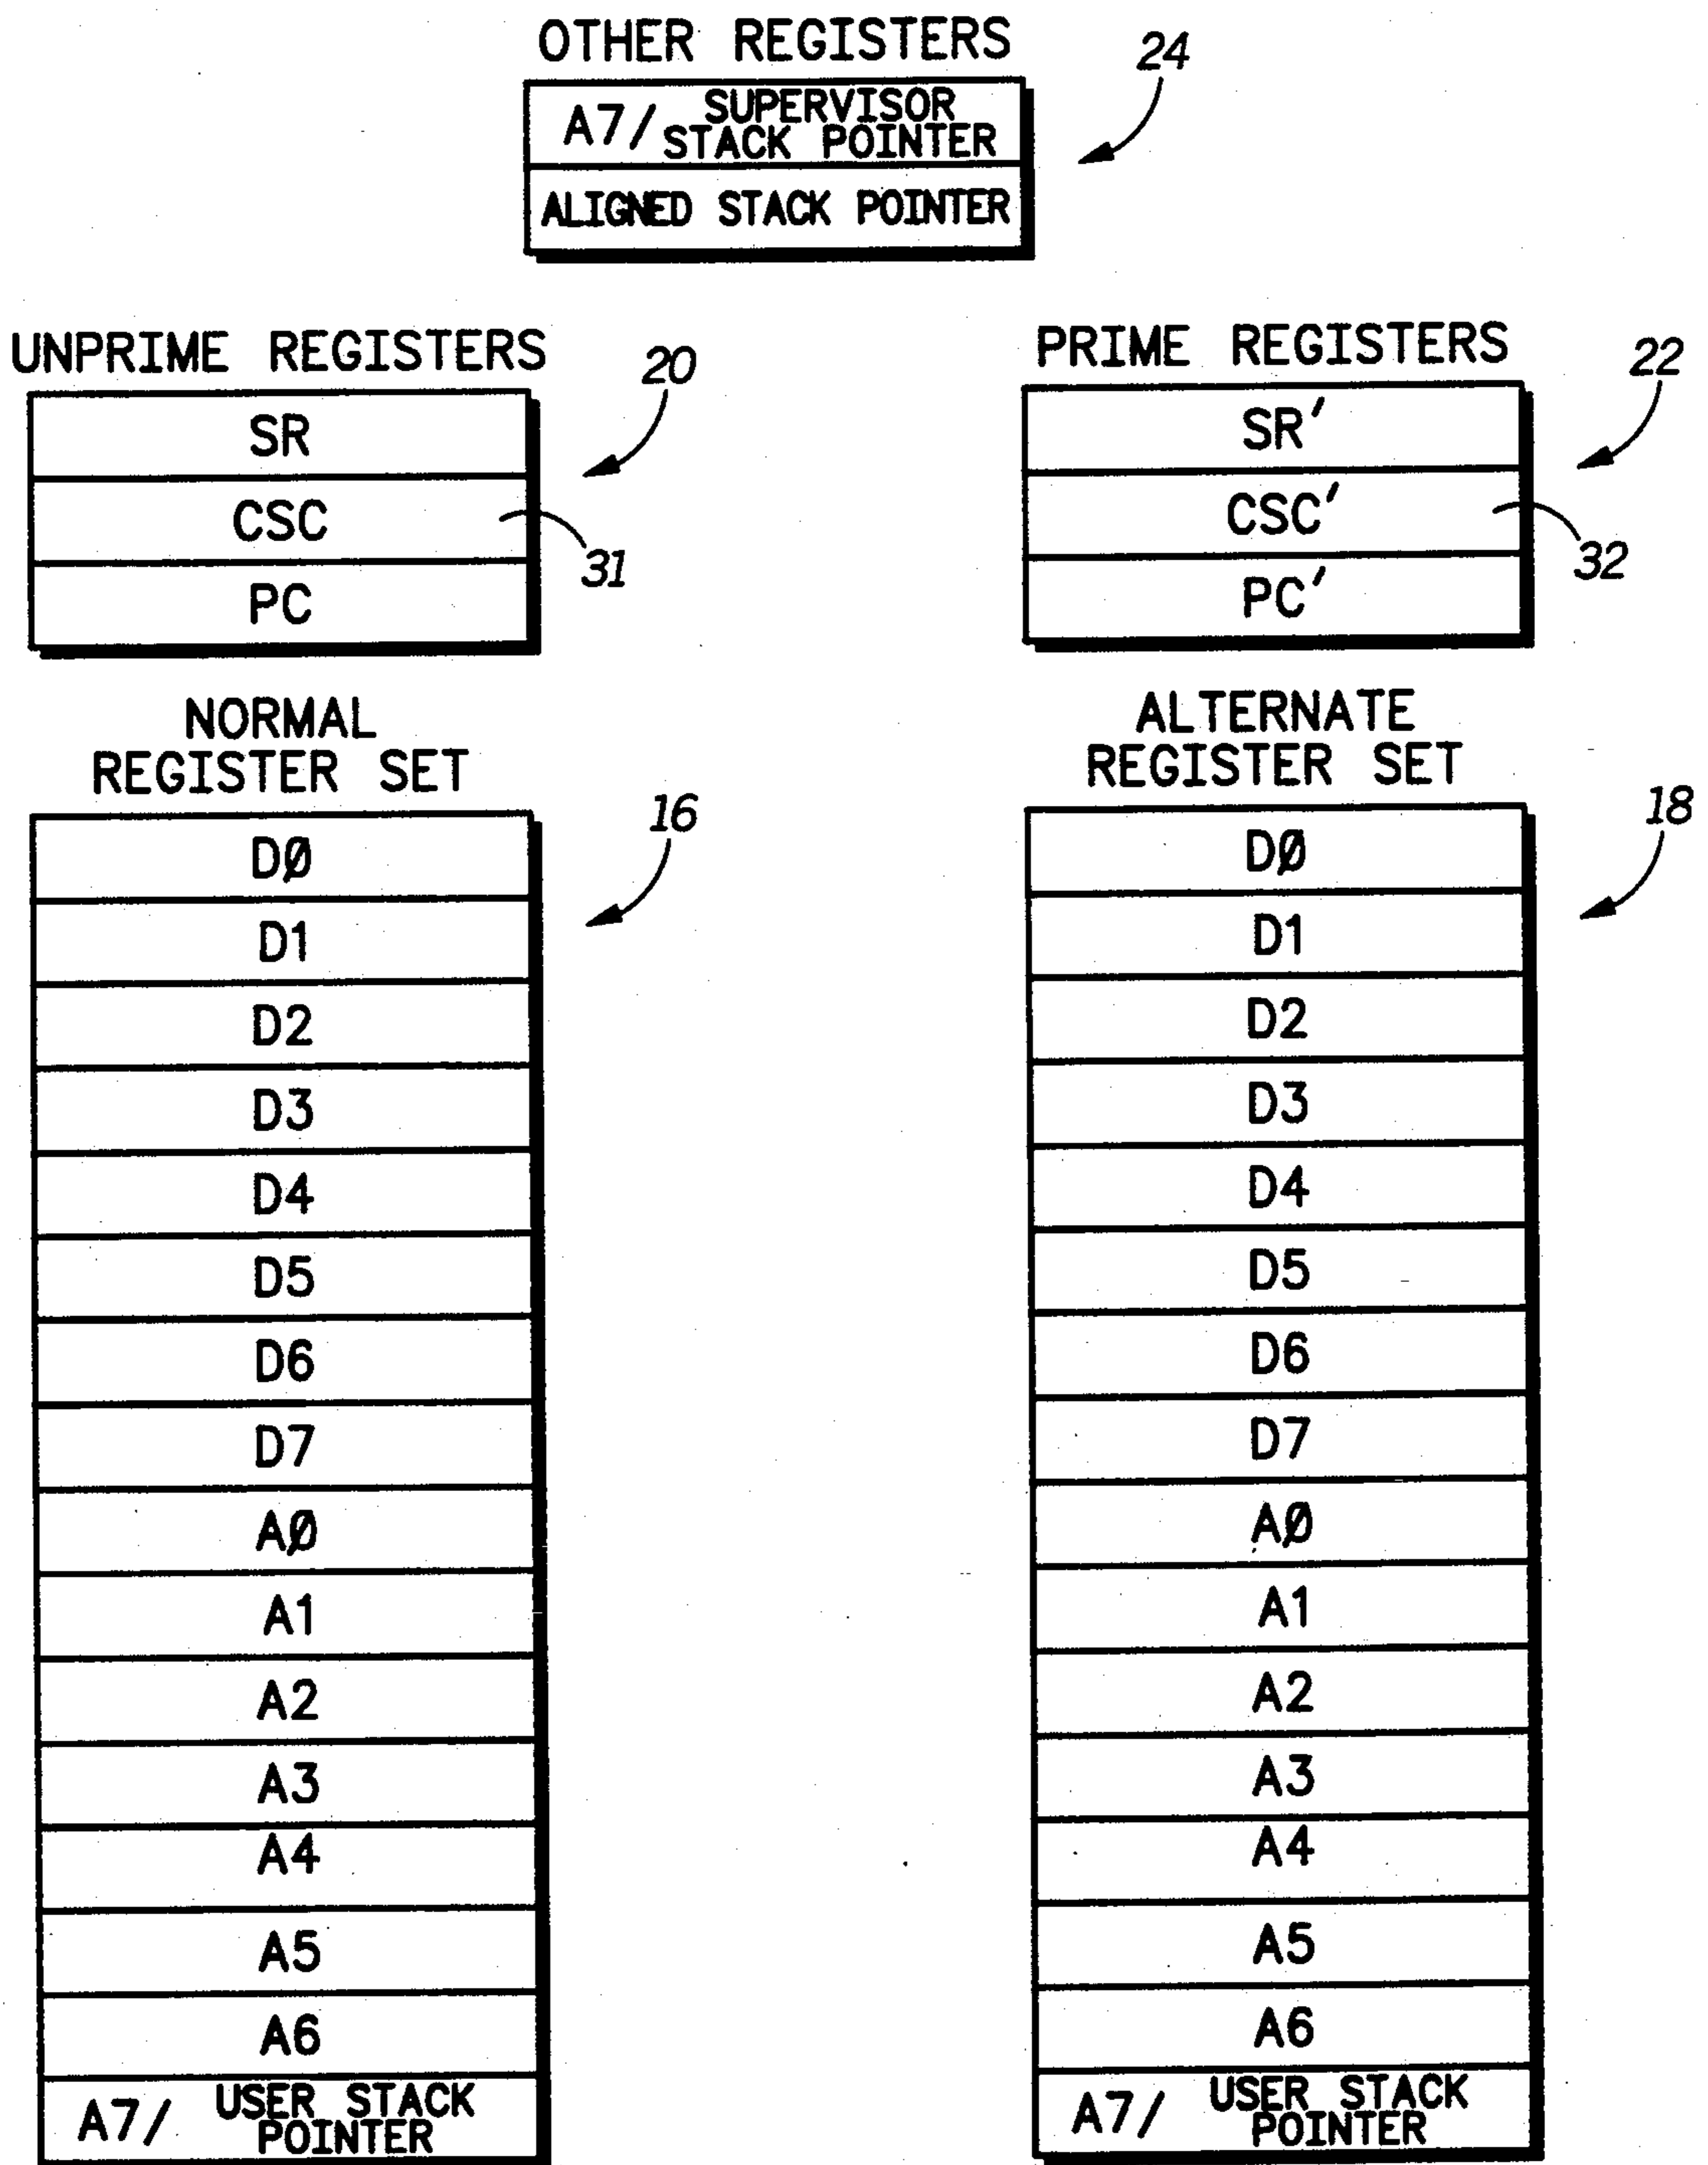 OTHER REGISTERS
24
A7/ SUPERVISOR
STACK POINTER
ALIGNED STACK POINTER
UNPRIME REGISTERS
20
SR
CSC
31
PC
PRIME REGISTERS
22
SR′
CSC′
32
PC′
NORMAL
REGISTER SET
16
DØ
D1
D2
D3
D4
D5
D6
D7
AØ
A1
A2
A3
A4
A5
A6
A7/ USER STACK
POINTER
ALTERNATE
REGISTER SET
18
DØ
D1
D2
D3
D4
D5
D6
D7
AØ
A1
A2
A3
A4
A5
A6
A7/ USER STACK
POINTER